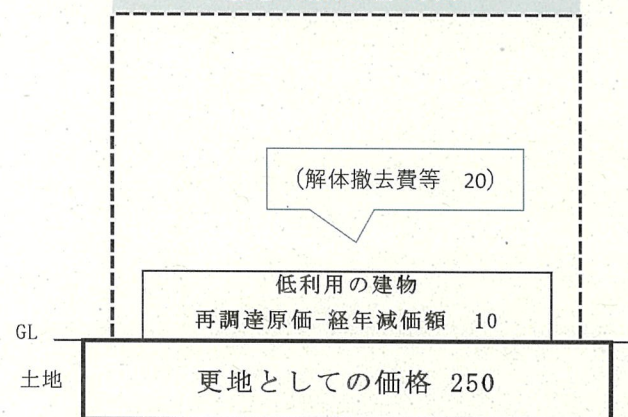 (解体撤去費等　20)
低利用の建物
再調達原価-経年減価額　10
GL
土地
更地としての価格 250